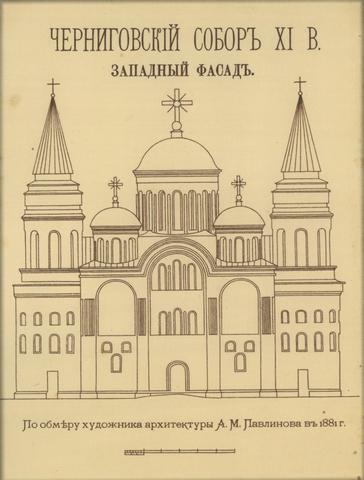 ЧЕРНИГОВСКІЙ СОБОРЪ XI В.
ЗАПАДНЫЙ ФАСАДЪ.
По обмѣру художника архитектуры А. М. Павлинова въ 1881 г.